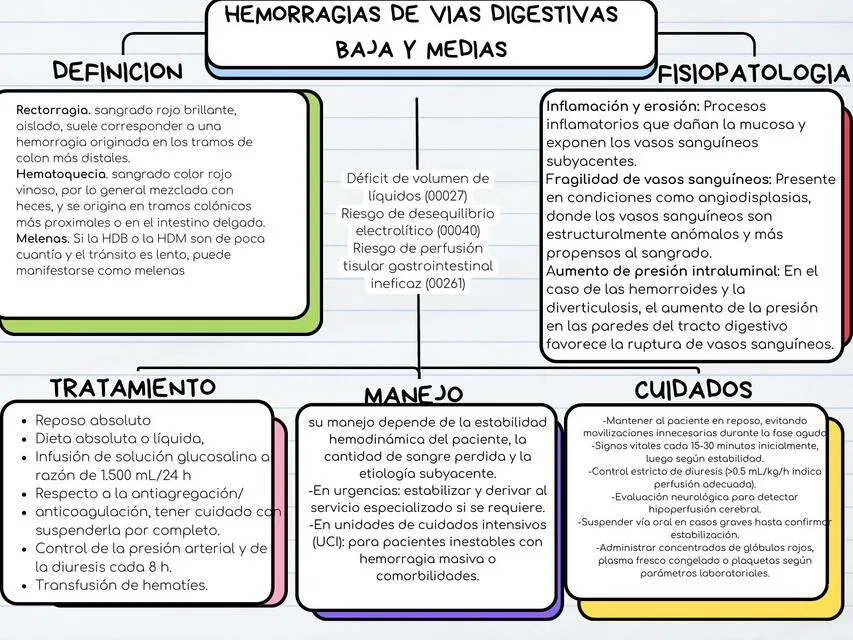 HEMORRAGIAS DE VIAS DIGESTIVAS
BAJA Y MEDIAS
DEFINICION
Rectorragia. sangrado rojo brillante,
aislado, suele corresponder a una
hemorragia originada en los tramos de
colon más distales.
Hematoquecia. sangrado color rojo
vinoso, por lo general mezclada con
heces, y se origina en tramos colónicos
más proximales o en el intestino delgado.
Melenas. Si la HDB o la HDM son de poca
cuantía y el tránsito es lento, puede
manifestarse como melenas
Déficit de volumen de
líquidos (00027)
Riesgo de desequilibrio
electrolítico (00040)
Riesgo de perfusión
tisular gastrointestinal
ineficaz (00261)
FISIOPATOLOGIA
Inflamación y erosión: Procesos
inflamatorios que dañan la mucosa y
exponen los vasos sanguíneos
subyacentes.
Fragilidad de vasos sanguíneos: Presente
en condiciones como angiodisplasias,
donde los vasos sanguíneos son
estructuralmente anómalos y más
propensos al sangrado.
Aumento de presión intraluminal: En el
caso de las hemorroides y la
diverticulosis, el aumento de la presión
en las paredes del tracto digestivo
favorece la ruptura de vasos sanguíneos.
TRATAMIENTO
• Reposo absoluto
• Dieta absoluta o líquida,
• Infusión de solución glucosalina a
razón de 1.500 mL/24 h
• Respecto a la antiagregación/
• anticoagulación, tener cuidado con
suspenderla por completo.
• Control de la presión arterial y de
la diuresis cada 8 h.
• Transfusión de hematíes.
MANEJO
su manejo depende de la estabilidad
hemodinámica del paciente, la
cantidad de sangre perdida y la
etiología subyacente.
-En urgencias: estabilizar y derivar al
servicio especializado si se requiere.
-En unidades de cuidados intensivos
(UCI): para pacientes inestables con
hemorragia masiva o
comorbilidades.
CUIDADOS
-Mantener al paciente en reposo, evitando
movilizaciones innecesarias durante la fase aguda
-Signos vitales cada 15-30 minutos inicialmente,
luego según estabilidad.
-Control estricto de diuresis (>0.5 mL/kg/h indica
perfusión adecuada).
-Evaluación neurológica para detectar
hipoperfusión cerebral.
-Suspender vía oral en casos graves hasta confirmar
estabilización.
-Administrar concentrados de glóbulos rojos,
plasma fresco congelado o plaquetas según
parámetros laboratoriales.